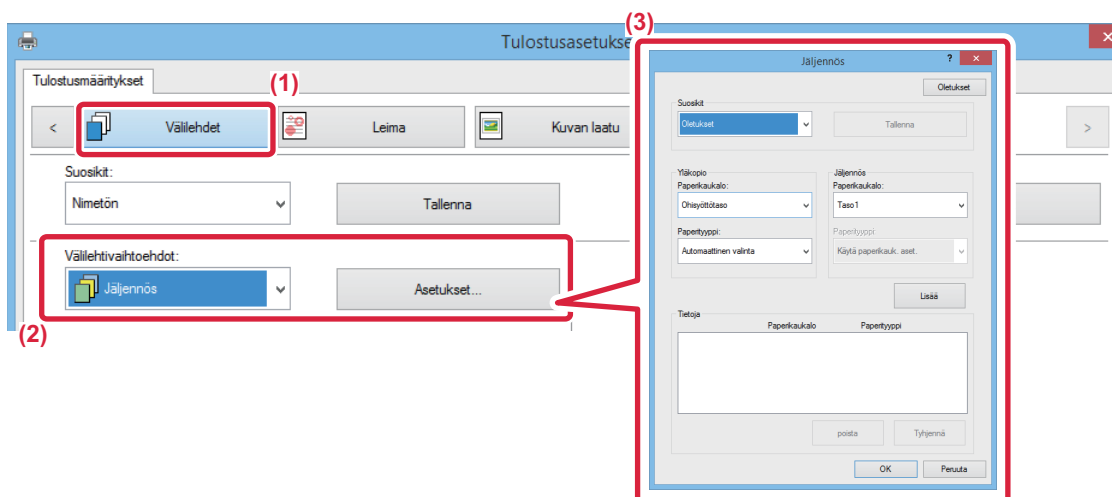 (3)
Tulostusasetukse
Tulostusmääritykset
(1)
<
Välilehdet
Leima
Kuvan laatu
>
Suosikit:
Nimetön
Tallenna
Välilehtivaihtoehdot:
Jäljennös
Asetukset...
(2)
Jäljennös
?
Oletukset
Suosikit
Oletukset
Tallenna
Yläkopio
Paperikaukalo:
Ohisyöttötaso
Paperityyppi:
Automaattinen valinta
Jäljennös
Paperikaukalo:
Taso1
Paperityyppi:
Käytä paperikauk. aset.
Lisää
Tietoja
Paperikaukalo Paperityyppi
poista
Tyhjennä
OK
Peruuta